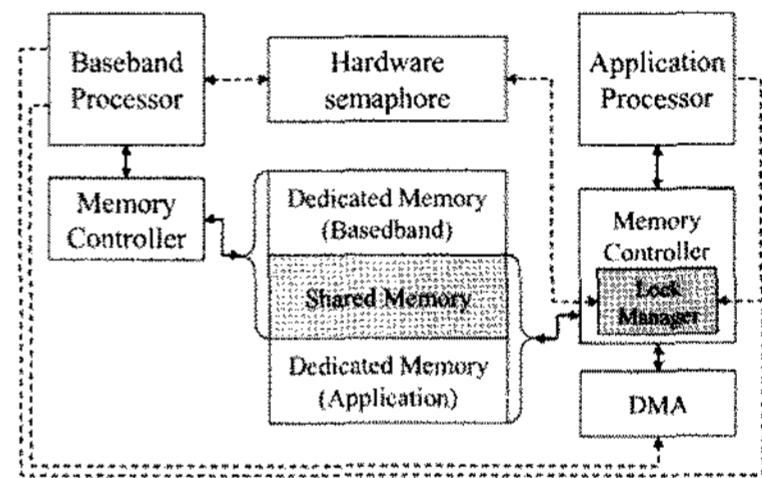 Baseband
Processor
Hardware
semaphore
Application
Processor
Memory
Controller
Dedicated Memory
(Basedband)
Shared Memory
Dedicated Memory
(Application)
Memory
Controller
Lock
Manager
DMA